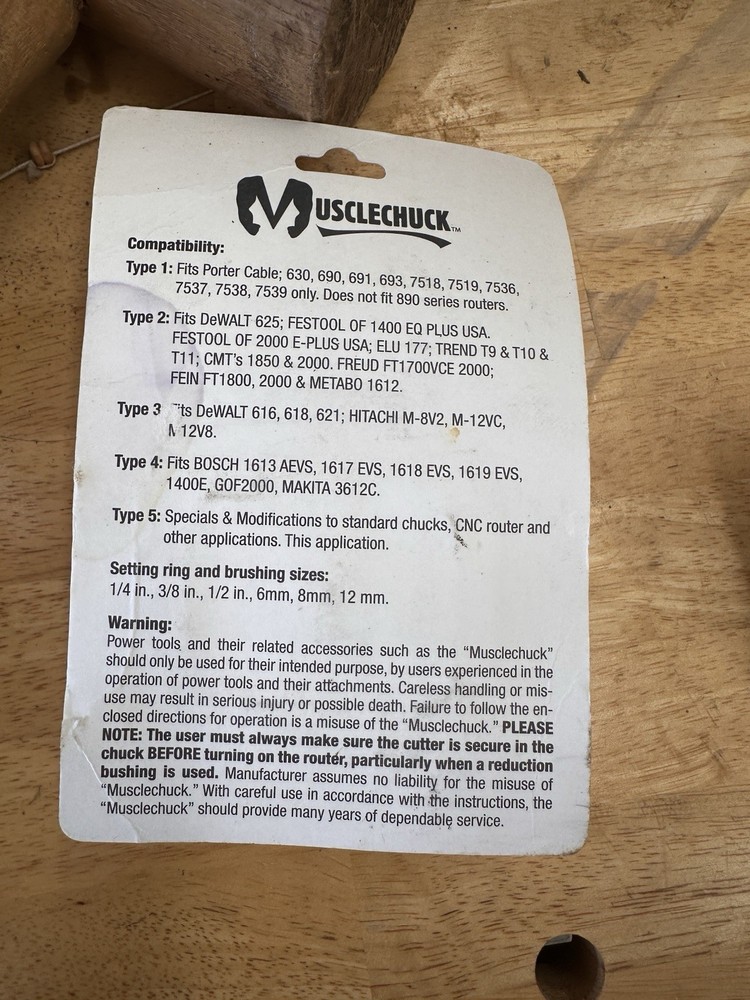 MUSCLECHUCK™
Compatibility:
Type 1: Fits Porter Cable; 630, 690, 691, 693, 7518, 7519, 7536,
7537, 7538, 7539 only. Does not fit 890 series routers.
Type 2: Fits DeWALT 625; FESTOOL OF 1400 EQ PLUS USA.
FESTOOL OF 2000 E-PLUS USA; ELU 177; TREND T9 & T10 &
T11; CMT's 1850 & 2000. FREUD FT1700VCE 2000;
FEIN FT1800, 2000 & METABO 1612.
Type 3 its DeWALT 616, 618, 621; HITACHI M-8V2, M-12VC,
M 12V8.
Type 4: Fits BOSCH 1613 AEVS, 1617 EVS, 1618 EVS, 1619 EVS,
1400E, GOF2000, MAKITA 3612C.
Type 5: Specials & Modifications to standard chucks, CNC router and
other applications. This application.
Setting ring and brushing sizes:
1/4 in., 3/8 in., 1/2 in., 6mm, 8mm, 12 mm.
Warning:
Power tools and their related accessories such as the “Musclechuck”
should only be used for their intended purpose, by users experienced in the
operation of power tools and their attachments. Careless handling or mis-
use may result in serious injury or possible death. Failure to follow the en-
closed directions for operation is a misuse of the “Musclechuck.” PLEASE
NOTE: The user must always make sure the cutter is secure in the
chuck BEFORE turning on the router, particularly when a reduction
bushing is used. Manufacturer assumes no liability for the misuse of
“Musclechuck.” With careful use in accordance with the instructions, the
“Musclechuck” should provide many years of dependable service.